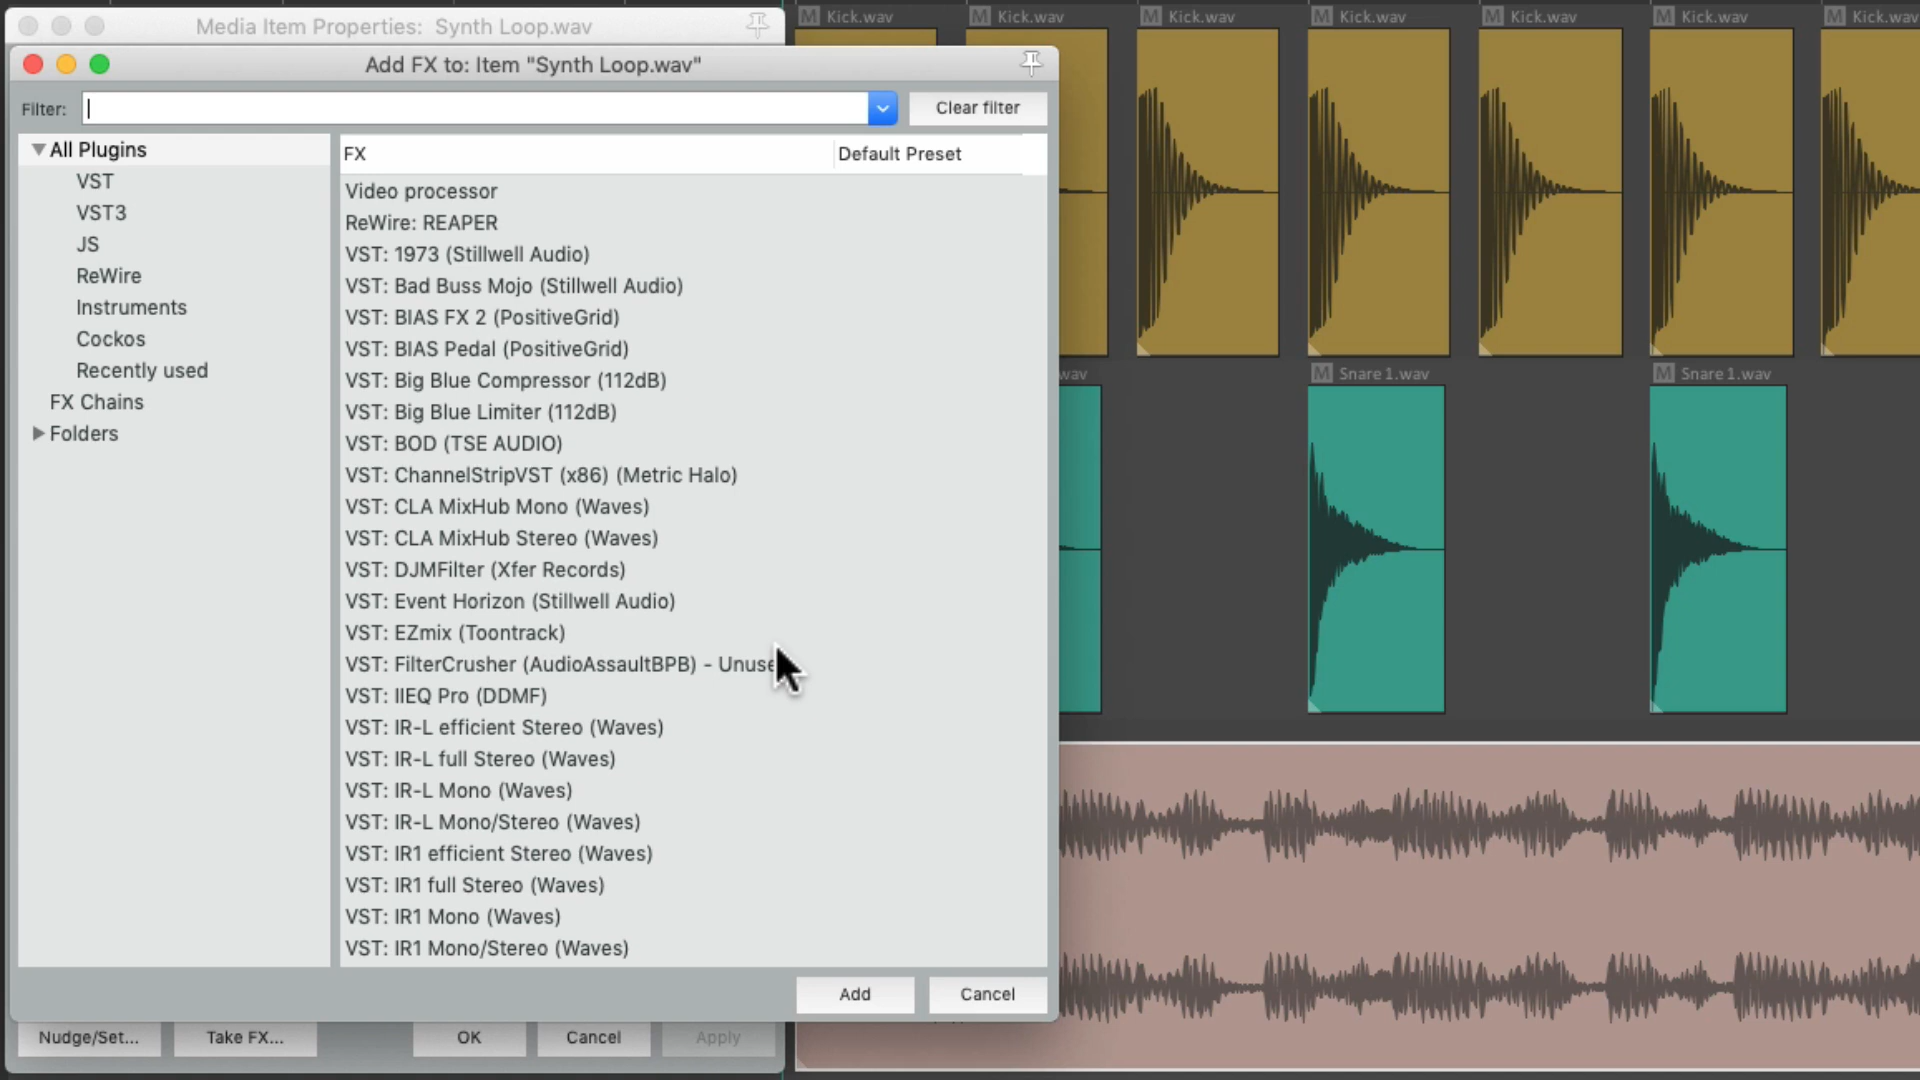 Media Item Properties: Synth Loop.wav
Kick.wav
Kick.wav
Kick.wav
Kick.wav
Kick.wav
Kick.wav
Kick.wav
Add FX to: Item "Synth Loop.wav"
Filter:
Clear filter
All Plugins
VST
VST3
JS
ReWire
Instruments
Cockos
Recently used
FX Chains
Folders
FX
Default Preset
Video processor
ReWire: REAPER
VST: 1973 (Stillwell Audio)
VST: Bad Buss Mojo (Stillwell Audio)
VST: BIAS FX 2 (PositiveGrid)
VST: BIAS Pedal (PositiveGrid)
VST: Big Blue Compressor (112dB)
VST: Big Blue Limiter (112dB)
VST: BOD (TSE AUDIO)
VST: ChannelStripVST (x86) (Metric Halo)
VST: CLA MixHub Mono (Waves)
VST: CLA MixHub Stereo (Waves)
VST: DJMFilter (Xfer Records)
VST: Event Horizon (Stillwell Audio)
VST: EZmix (Toontrack)
VST: FilterCrusher (AudioAssaultBPB) - Unuse
VST: IIEQ Pro (DDMF)
VST: IR-L efficient Stereo (Waves)
VST: IR-L full Stereo (Waves)
VST: IR-L Mono (Waves)
VST: IR-L Mono/Stereo (Waves)
VST: IR1 efficient Stereo (Waves)
VST: IR1 full Stereo (Waves)
VST: IR1 Mono (Waves)
VST: IR1 Mono/Stereo (Waves)
Add
Cancel
wav
M Snare 1.wav
M Snare 1.wav
Nudge/Set...
Take FX...
OK
Cancel
Apply